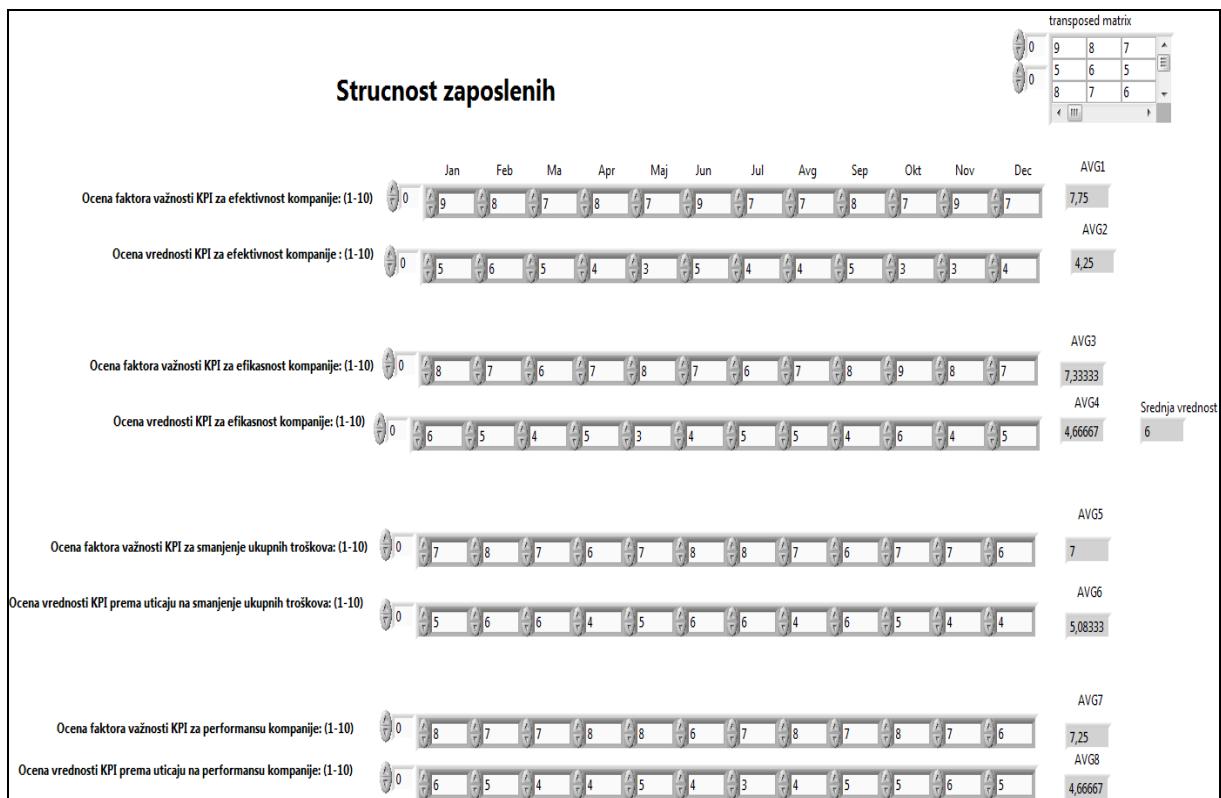 transposed matrix
0 9 8 7
0 5 6 5
8 7 6
Strucnost zaposlenih
Jan Feb Ma Apr Maj Jun Jul Avg Sep Okt Nov Dec AVG1
Ocena faktora važnosti KPI za efektivnost kompanije: (1-10) 0 9 8 7 8 7 9 7 7 8 7 9 7 7,75
AVG2
Ocena vrednosti KPI za efektivnost kompanije : (1-10) 0 5 6 5 4 3 5 4 4 5 3 3 4 4,25
AVG3
Ocena faktora važnosti KPI za efikasnost kompanije: (1-10) 0 8 7 6 7 8 7 6 7 8 9 8 7 7,33333
AVG4 Srednja vrednost
Ocena vrednosti KPI za efikasnost kompanije: (1-10) 0 6 5 4 5 3 4 5 5 4 6 4 5 4,66667 6
AVG5
Ocena faktora važnosti KPI za smanjenje ukupnih troškova: (1-10) 0 7 8 7 6 7 8 8 7 6 7 7 6 7
AVG6
Ocena vrednosti KPI prema uticaju na smanjenje ukupnih troškova: (1-10) 0 5 6 6 4 5 6 6 4 6 5 4 4 5,08333
AVG7
Ocena faktora važnosti KPI za performansu kompanije: (1-10) 0 8 7 7 8 8 6 7 8 7 8 7 6 7,25
AVG8
Ocena vrednosti KPI prema uticaju na performansu kompanije: (1-10) 0 6 5 4 4 5 4 3 4 5 5 6 5 4,66667